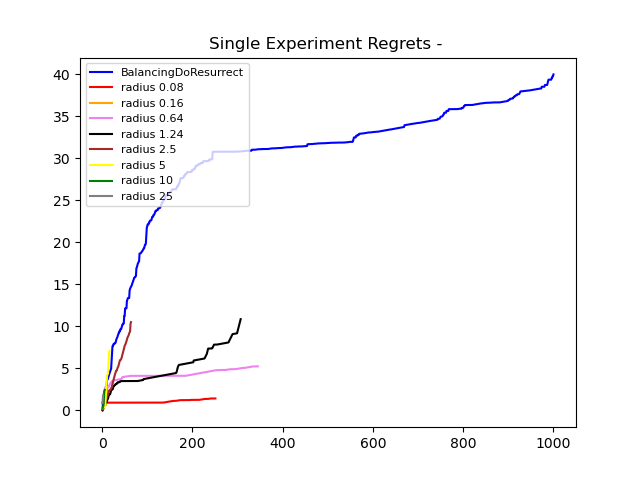 Single Experiment Regrets -
BalancingDoResurrect
radius 0.08
radius 0.16
radius 0.64
radius 1.24
radius 2.5
radius 5
radius 10
radius 25
40
35
30
25
20
15
10
5
0
0 200 400 600 800 1000